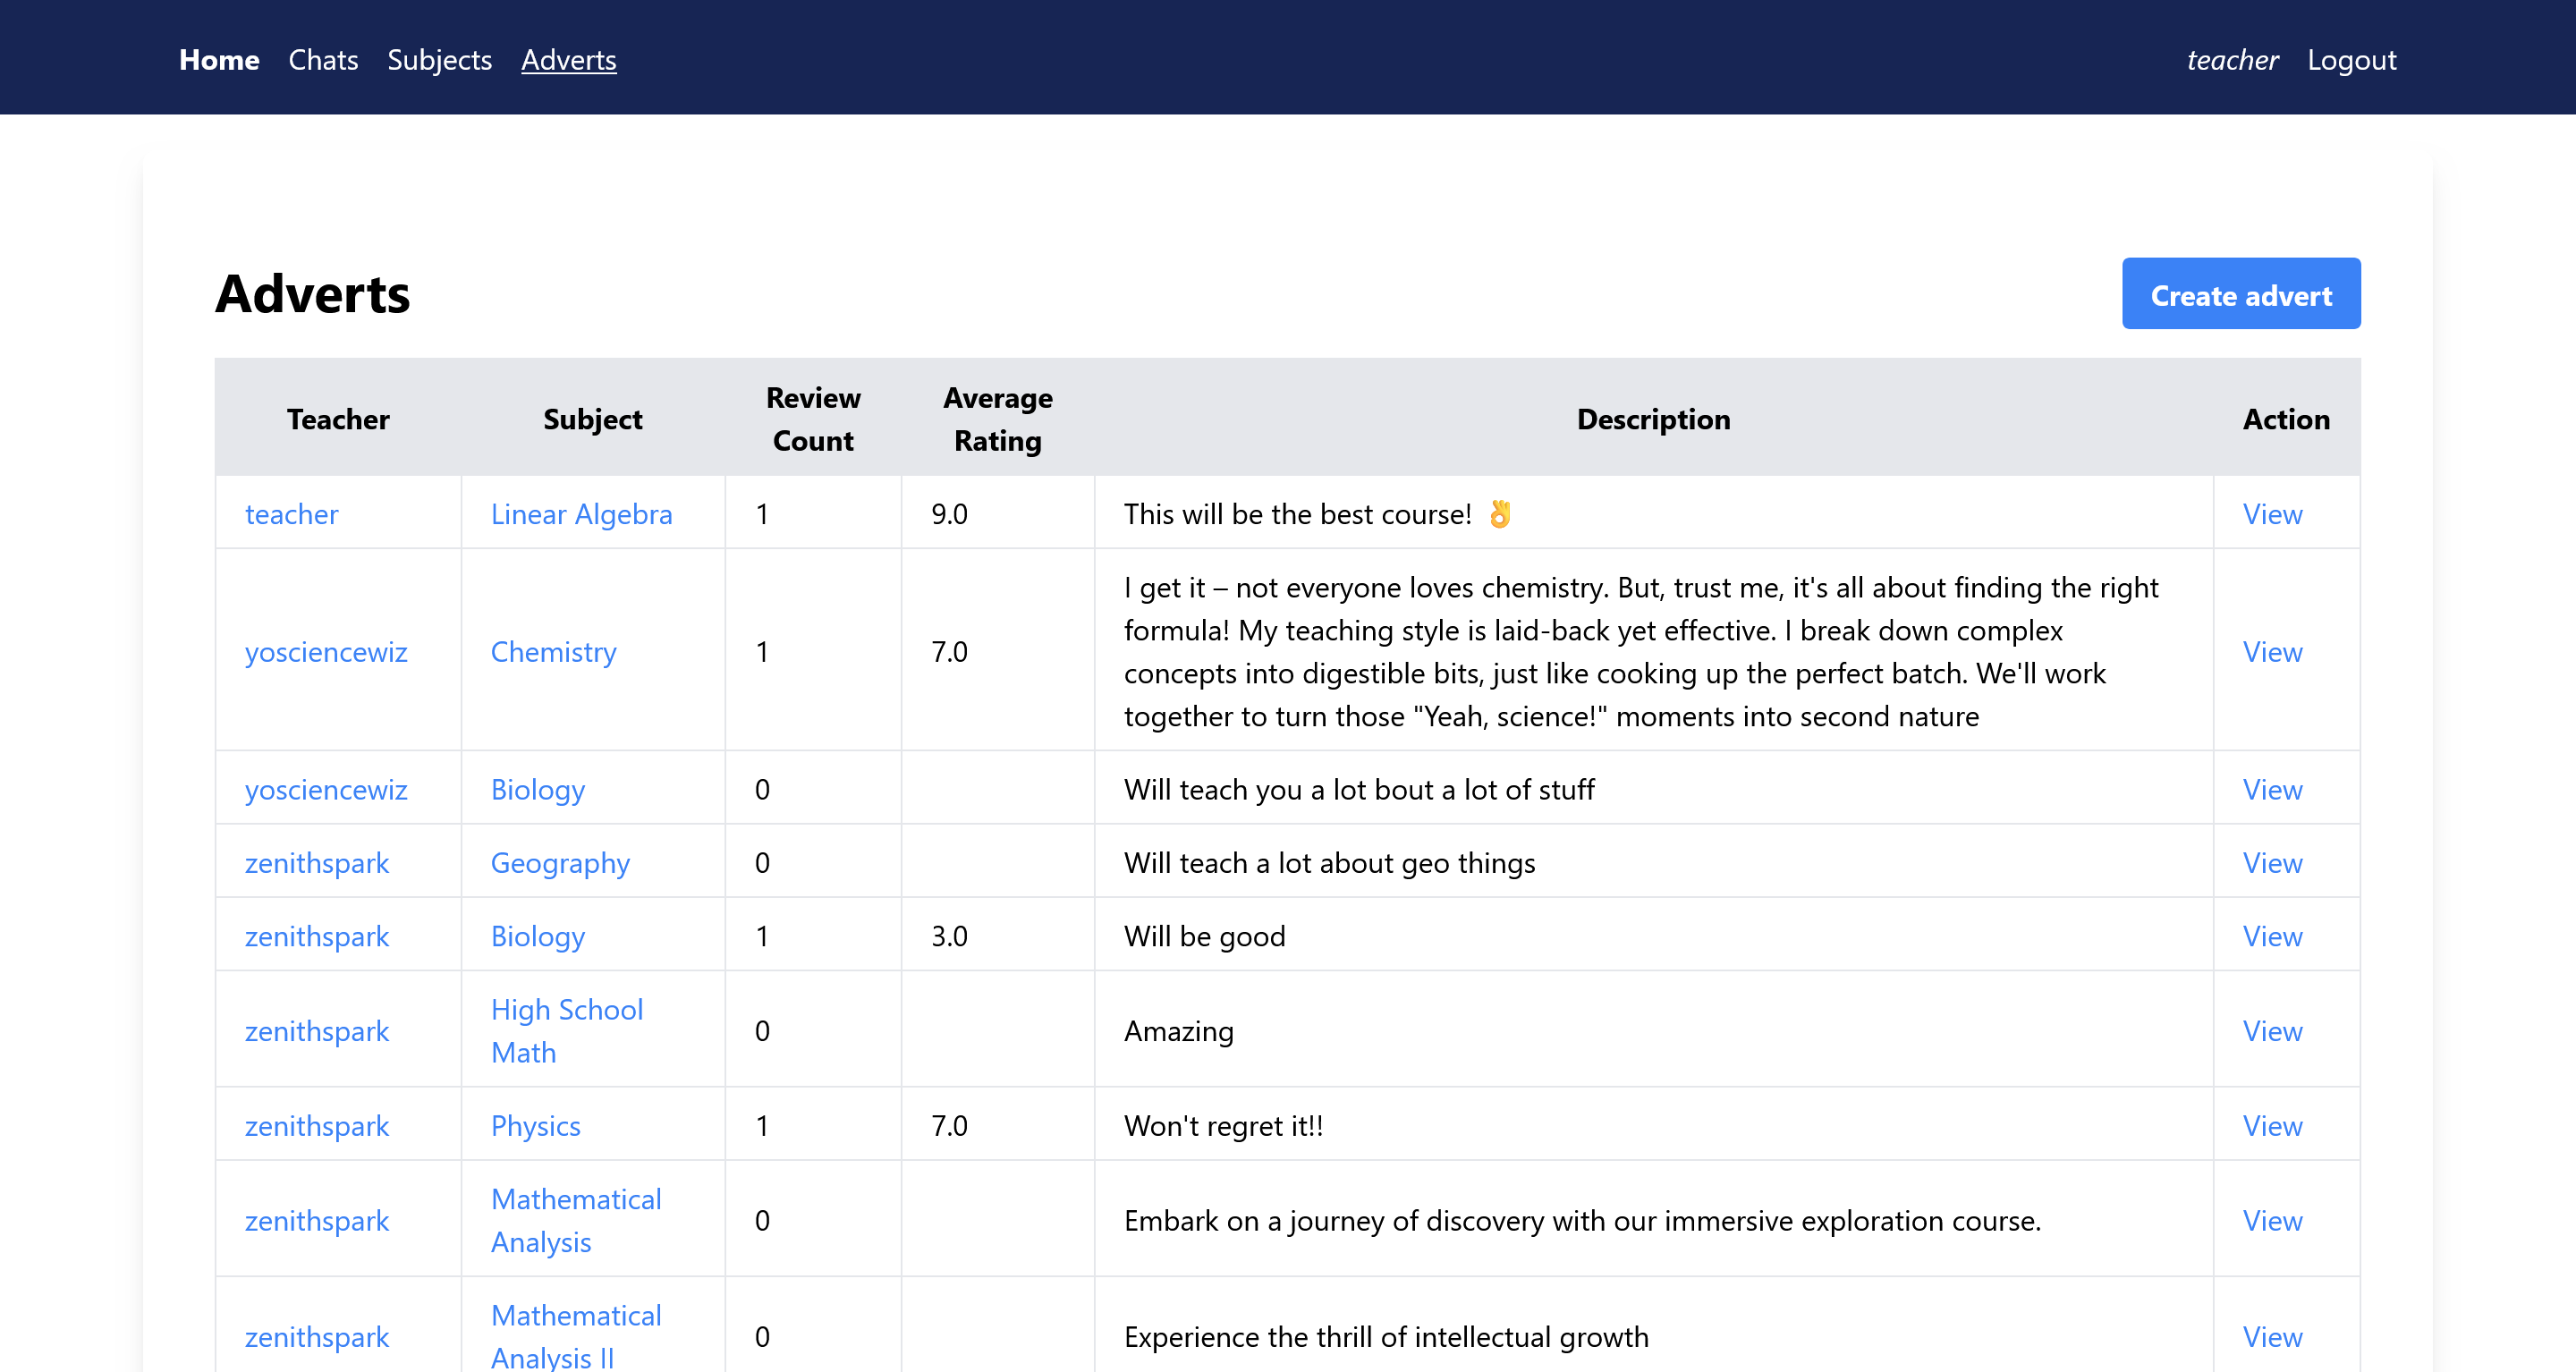 Home Chats Subjects Adverts teacher Logout
Adverts Create advert
Teacher Subject Review Count Average Rating Description Action
teacher Linear Algebra 1 9.0 This will be the best course! 👌 View
yosciencewiz Chemistry 1 7.0 I get it – not everyone loves chemistry. But, trust me, it's all about finding the right
formula! My teaching style is laid-back yet effective. I break down complex
concepts into digestible bits, just like cooking up the perfect batch. We'll work
together to turn those "Yeah, science!" moments into second nature View
yosciencewiz Biology 0 Will teach you a lot bout a lot of stuff View
zenithspark Geography 0 Will teach a lot about geo things View
zenithspark Biology 1 3.0 Will be good View
zenithspark High School Math 0 Amazing View
zenithspark Physics 1 7.0 Won't regret it!! View
zenithspark Mathematical Analysis 0 Embark on a journey of discovery with our immersive exploration course. View
zenithspark Mathematical Analysis II 0 Experience the thrill of intellectual growth View